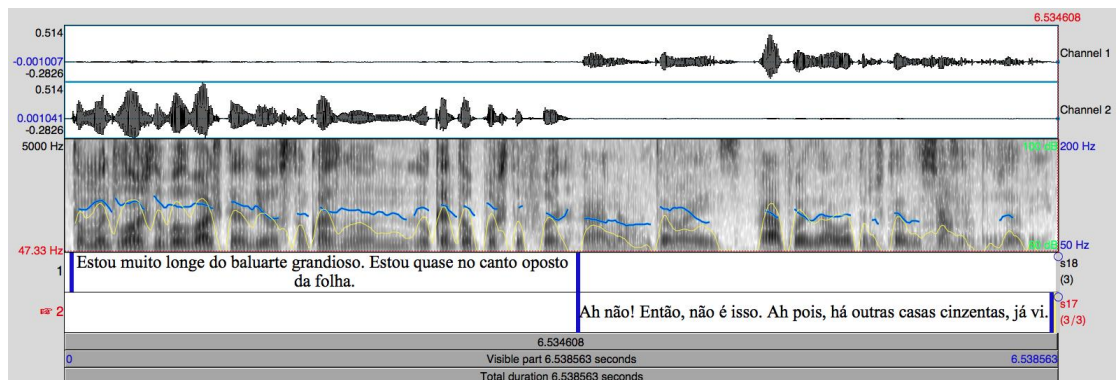 6.534608
0.514
-0.001007
-0.2826
Channel 1
0.514
0.001041
-0.2826
Channel 2
5000 Hz
200 Hz
47.33 Hz
50 Hz
1
Estou muito longe do baluarte grandioso. Estou quase no canto oposto
da folha.
s18
(3)
2
Ah não! Então, não é isso. Ah pois, há outras casas cinzentas, já vi.
s17
(3/3)
6.534608
0
Visible part 6.538563 seconds
6.538563
Total duration 6.538563 seconds